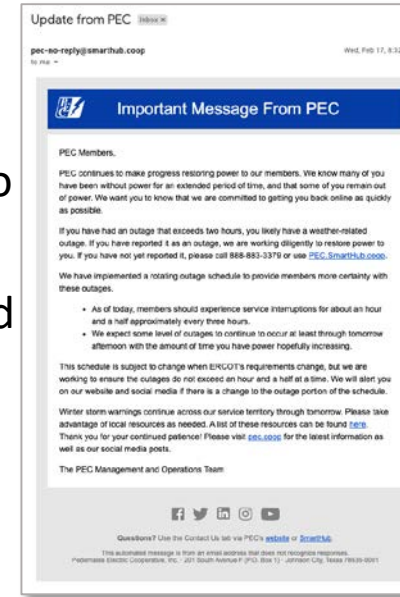 Update from PEC Inbox ×
pec-no-reply@smarthub.coop Wed, Feb 17, 8:32
to me
Important Message From PEC
PEC Members,
PEC continues to make progress restoring power to our members. We know many of you
have been without power for an extended period of time, and that some of you remain out
of power. We want you to know that we are committed to getting you back online as quickly
as possible.
If you have had an outage that exceeds two hours, you likely have a weather-related
outage. If you have reported it as an outage, we are working diligently to restore power to
you. If you have not yet reported it, please call 888-883-3379 or use PEC.SmartHub.coop.
We have implemented a rotating outage schedule to provide members more certainty with
these outages.
• As of today, members should experience service interruptions for about an hour
and a half approximately every three hours.
• We expect some level of outages to continue to occur at least through tomorrow
afternoon with the amount of time you have power hopefully increasing.
This schedule is subject to change when ERCOT's requirements change, but we are
working to ensure the outages do not exceed an hour and a half at a time. We will alert you
on our website and social media if there is a change to the outage portion of the schedule.
Winter storm warnings continue across our service territory through tomorrow. Please take
advantage of local resources as needed. A list of these resources can be found here.
Thank you for your continued patience! Please visit pec.coop for the latest information as
well as our social media posts.
The PEC Management and Operations Team
Questions? Use the Contact Us tab via PEC's website or SmartHub.
This automated message is from an email address that does not recognize responses.
Pedernales Electric Cooperative, Inc. - 201 South Avenue F (P.O. Box 1) - Johnson City, Texas 78636-0001